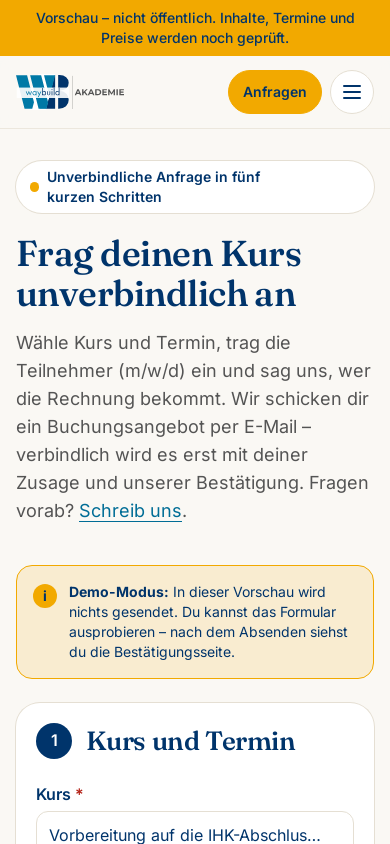 Vorschau – nicht öffentlich. Inhalte, Termine und
Preise werden noch geprüft.
WB
waybuild
AKADEMIE
Anfragen
Unverbindliche Anfrage in fünf
kurzen Schritten
Frag deinen Kurs
unverbindlich an
Wähle Kurs und Termin, trag die
Teilnehmer (m/w/d) ein und sag uns, wer
die Rechnung bekommt. Wir schicken dir
ein Buchungsangebot per E-Mail –
verbindlich wird es erst mit deiner
Zusage und unserer Bestätigung. Fragen
vorab? Schreib uns.
i
Demo-Modus: In dieser Vorschau wird
nichts gesendet. Du kannst das Formular
ausprobieren – nach dem Absenden siehst
du die Bestätigungsseite.
1 Kurs und Termin
Kurs *
Vorbereitung auf die IHK-Abschlus...